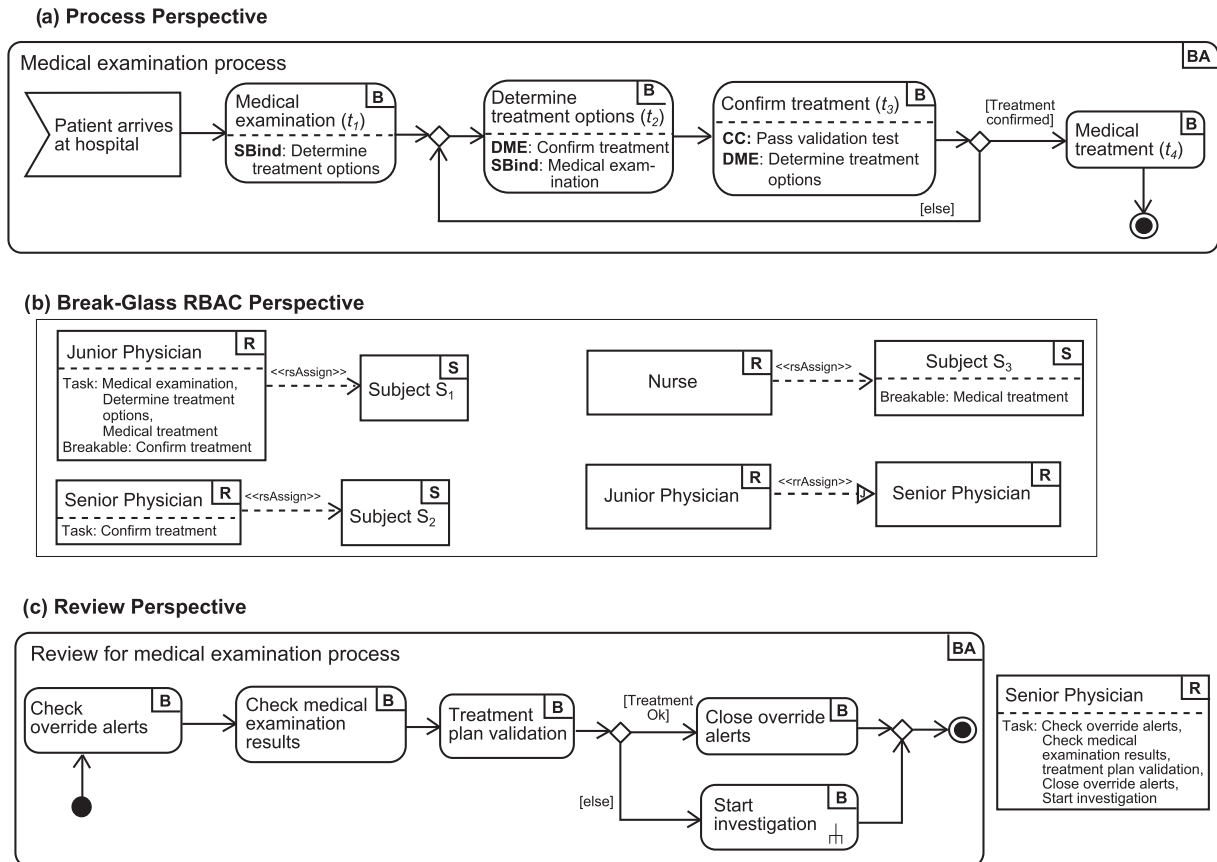 (a) Process Perspective
BA
Medical examination process
Patient arrives
at hospital
B
Medical
examination (t1)
SBind: Determine
treatment options
B
Determine
treatment options (t2)
DME: Confirm treatment
SBind: Medical exam-
ination
B
Confirm treatment (t3)
CC: Pass validation test
DME: Determine treatment
options
[Treatment
confirmed]
[else]
B
Medical
treatment (t4)
(b) Break-Glass RBAC Perspective
R
Junior Physician
Task: Medical examination,
Determine treatment
options,
Medical treatment
Breakable: Confirm treatment
<<rsAssign>>
S
Subject S1
R
Nurse
<<rsAssign>>
S
Subject S3
Breakable: Medical treatment
R
Senior Physician
Task: Confirm treatment
<<rsAssign>>
S
Subject S2
R
Junior Physician
<<rrAssign>>
J
R
Senior Physician
(c) Review Perspective
BA
Review for medical examination process
B
Check
override alerts
B
Check medical
examination
results
B
Treatment
plan validation
[Treatment
Ok]
[else]
B
Close override
alerts
B
Start
investigation
R
Senior Physician
Task: Check override alerts,
Check medical
examination results,
treatment plan validation,
Close override alerts,
Start investigation